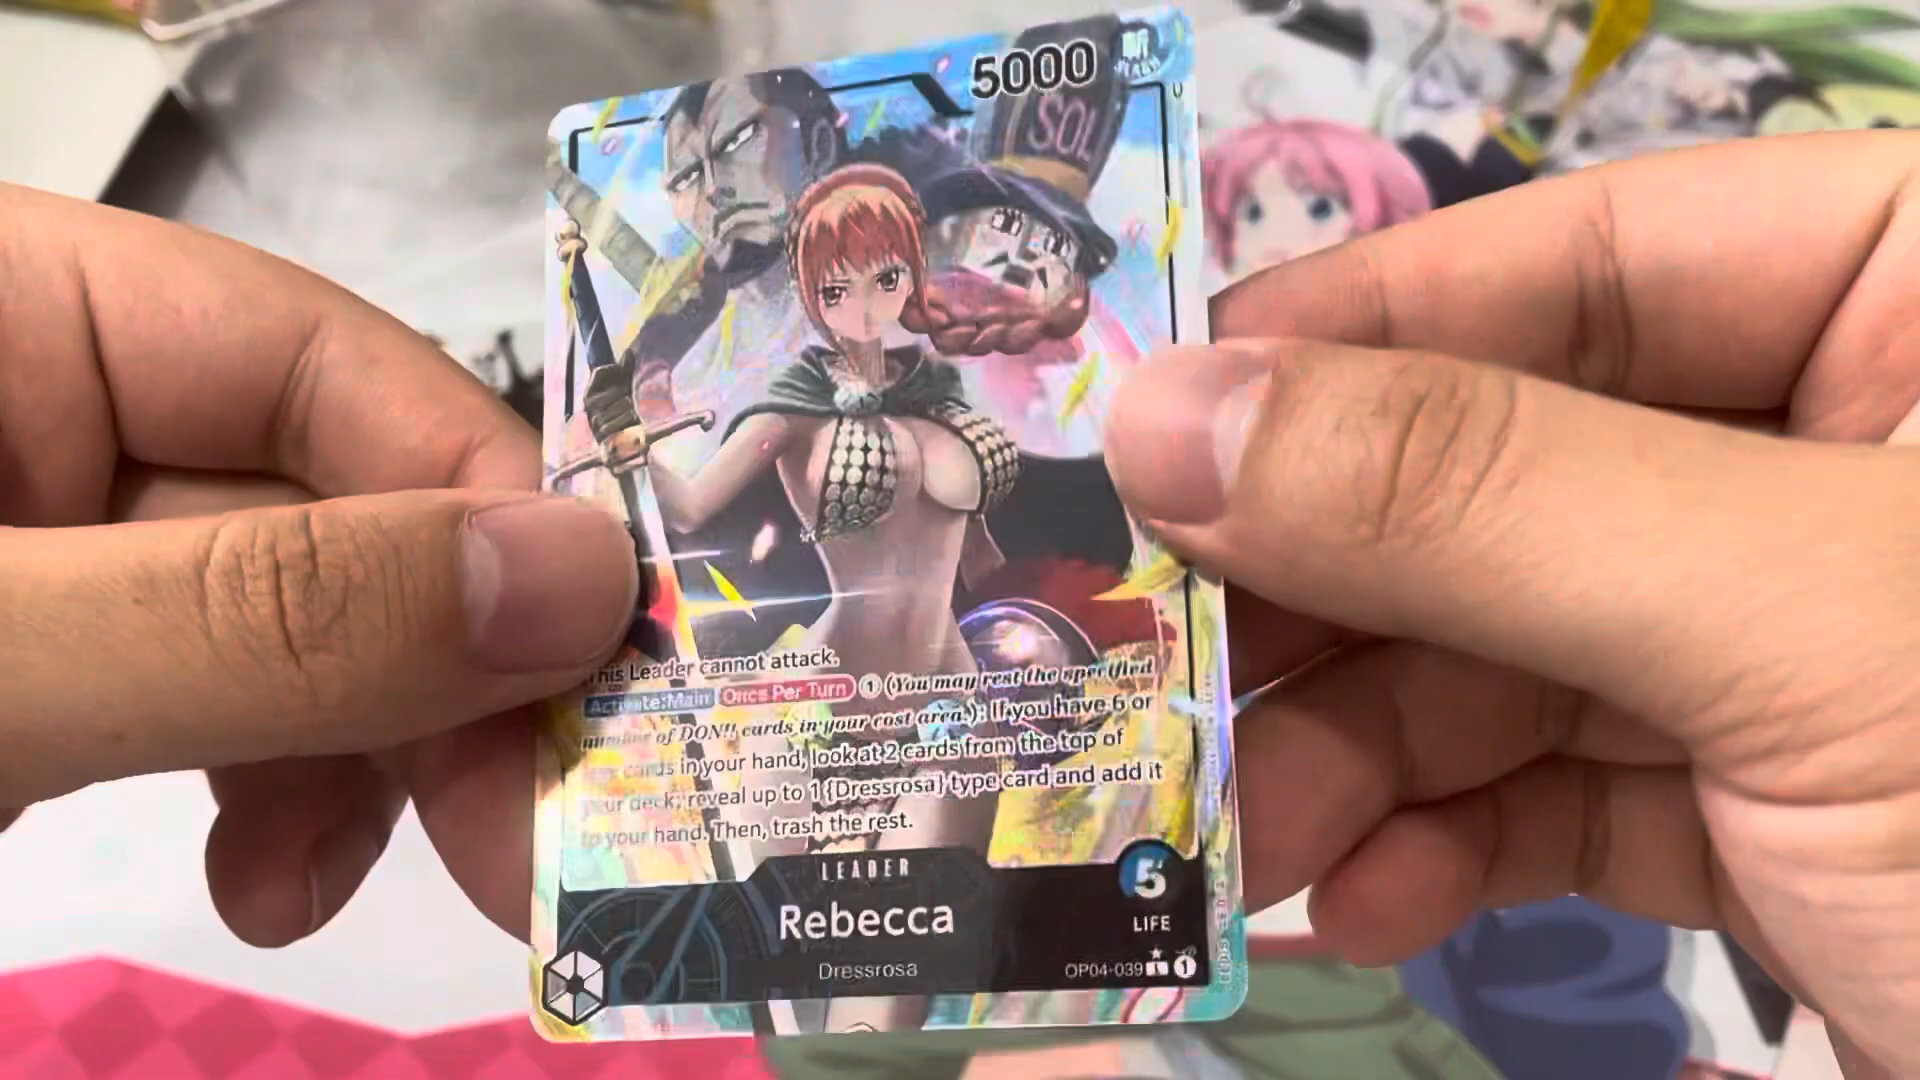 5000
SOL
This Leader cannot attack.
Activate:Main Once Per Turn ① (You may rest the specified
number of DON!! cards in your cost area.): If you have 6 or
cards in your hand, look at 2 cards from the top of
your deck; reveal up to 1 {Dressrosa} type card and add it
to your hand. Then, trash the rest.
LEADER
Rebecca
5
LIFE
Dressrosa
OP04-039 L 1